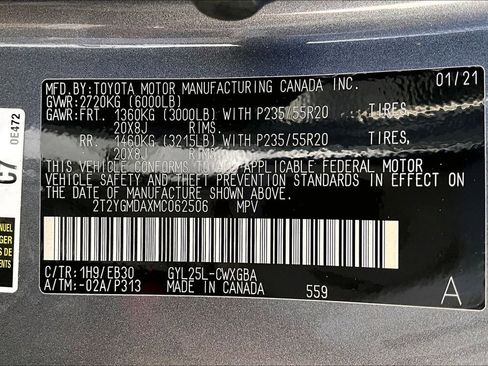 MFD.BY:TOYOTA MOTOR MANUFACTURING CANADA INC. 01/21
GVWR:2720KG (6000LB)
GAWR:FRT. 1360KG (3000LB) WITH P235/55R20 TIRES,
20X8J RIMS.
RR. 1460KG (3215LB) WITH P235/55R20 TIRES,
20X8J RIMS.
THIS VEHICLE CONFORMS TO ALL APPLICABLE FEDERAL MOTOR
VEHICLE SAFETY AND THEFT PREVENTION STANDARDS IN EFFECT ON
THE DATE OF MANUFACTURE SHOWN ABOVE.
2T2YGMDAXMC062506 MPV
C/TR:1H9/EB30 GYL25L-CWXGBA
A/TM:-02A/P313 MADE IN CANADA 559 A
0E472
C7